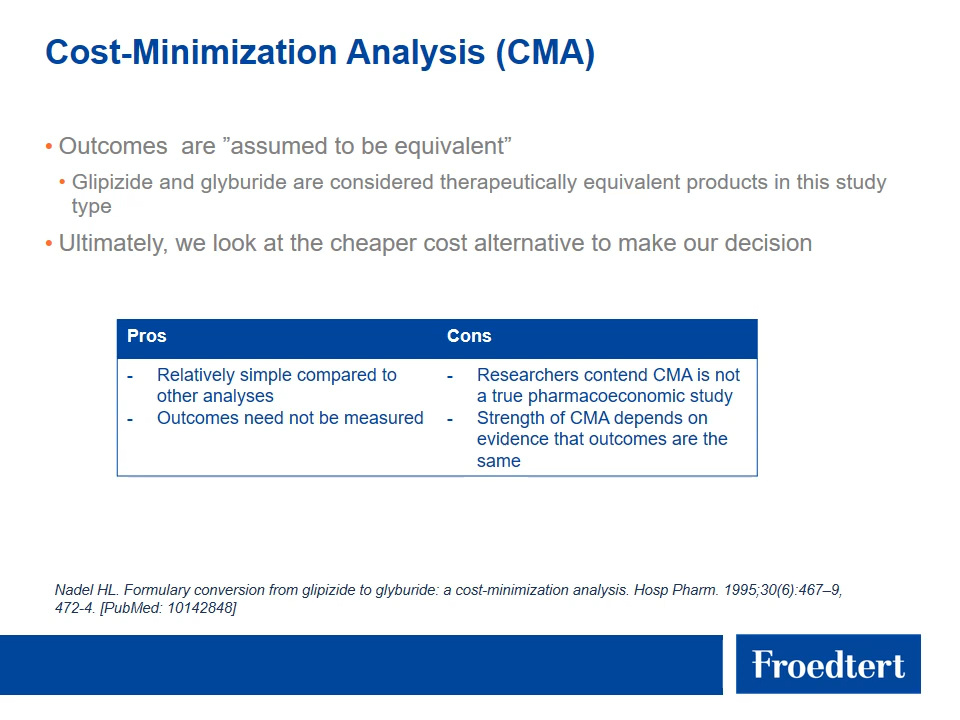 Cost-Minimization Analysis (CMA)
• Outcomes  are ”assumed to be equivalent”
• Glipizide and glyburide are considered therapeutically equivalent products in this study
type
• Ultimately, we look at the cheaper cost alternative to make our decision
Pros
- Relatively simple compared to
other analyses
- Outcomes need not be measured
Cons
- Researchers contend CMA is not
a true pharmacoeconomic study
- Strength of CMA depends on
evidence that outcomes are the
same
Nadel HL. Formulary conversion from glipizide to glyburide: a cost-minimization analysis. Hosp Pharm. 1995;30(6):467–9,
472-4. [PubMed: 10142848]
Froedtert